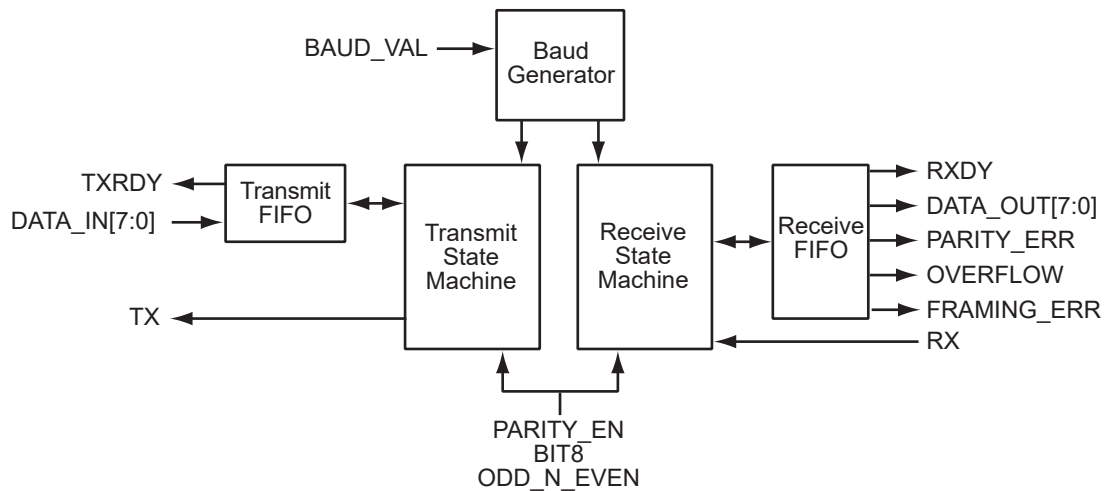 BAUD_VAL
Baud
Generator
TXRDY
DATA_IN[7:0]
Transmit
FIFO
Transmit
State
Machine
Receive
State
Machine
Receive
FIFO
RXDY
DATA_OUT[7:0]
PARITY_ERR
OVERFLOW
FRAMING_ERR
TX
RX
PARITY_EN
BIT8
ODD_N_EVEN